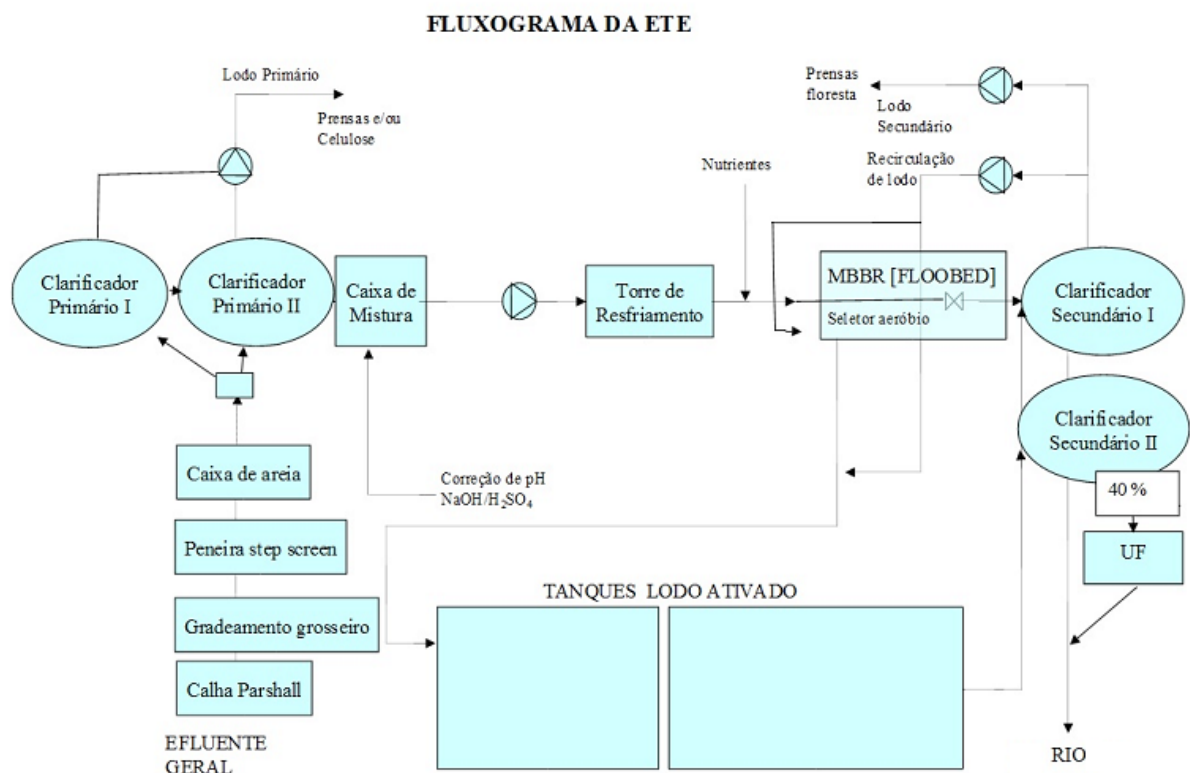 FLUXOGRAMA DA ETE
Lodo Primário
Prensas e/ou
Celulose
Prensas
floresta
Lodo
Secundário
Recirculação
de lodo
Nutrientes
Clarificador
Primário I
Clarificador
Primário II
Caixa de
Mistura
Torre de
Resfriamento
MBBR [FLOOBED]
Seletor aeróbio
Clarificador
Secundário I
Clarificador
Secundário II
40 %
UF
Caixa de areia
Correção de pH
NaOH/H₂SO₄
Peneira step screen
Gradeamento grosseiro
Calha Parshall
EFLUENTE
GERAL
TANQUES LODO ATIVADO
RIO